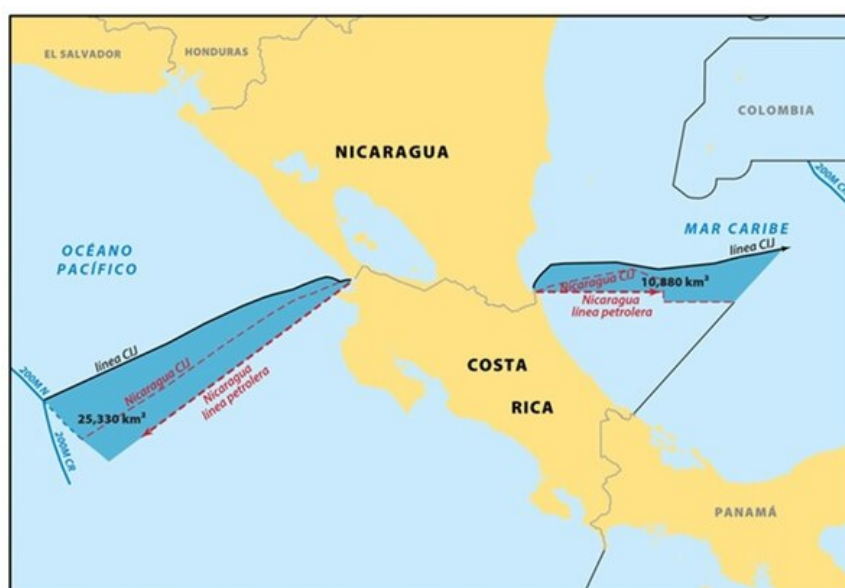 EL SALVADOR
HONDURAS
COLOMBIA
NICARAGUA
200M CR
MAR CARIBE
OCÉANO
PACÍFICO
línea CIJ
Nicaragua CIJ
10,880 km²
Nicaragua
línea petrolera
línea CIJ
Nicaragua CIJ
Nicaragua
línea petrolera
COSTA
RICA
200M N
25,330 km²
200M CR
PANAMÁ